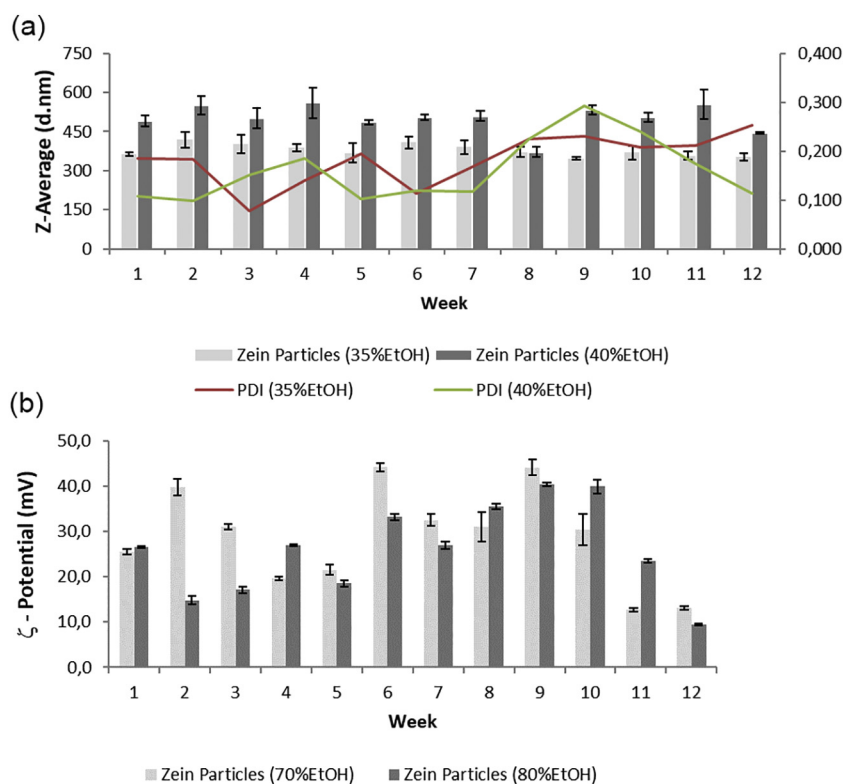 (a)
750
600
450
300
150
0
Z-Average (d.nm)
0,400
0,300
0,200
0,100
0,000
1 2 3 4 5 6 7 8 9 10 11 12
Week
Zein Particles (35%EtOH) Zein Particles (40%EtOH)
PDI (35%EtOH) PDI (40%EtOH)
(b)
50,0
40,0
30,0
20,0
10,0
0,0
ζ - Potential (mV)
1 2 3 4 5 6 7 8 9 10 11 12
Week
Zein Particles (70%EtOH) Zein Particles (80%EtOH)